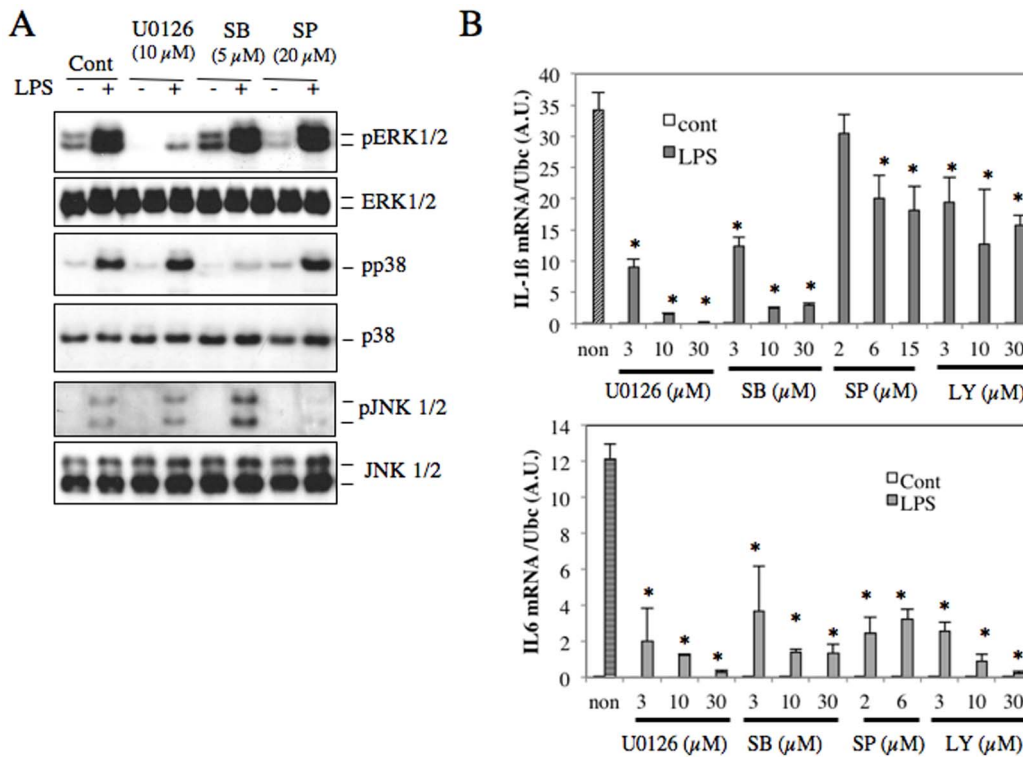 A
U0126 SB SP
(10 µM) (5 µM) (20 µM)
Cont
LPS - + - + - + - +
pERK1/2
ERK1/2
pp38
p38
pJNK 1/2
JNK 1/2
B
IL-1ß mRNA/Ubc (A.U.)
40
35
30
25
20
15
10
5
0
cont
LPS
* * * * * * * * * * *
non 3 10 30 3 10 30 2 6 15 3 10 30
U0126 (µM) SB (µM) SP (µM) LY (µM)
IL6 mRNA/Ubc (A.U.)
14
12
10
8
6
4
2
0
Cont
LPS
* * * * * * * * * * *
non 3 10 30 3 10 30 2 6 3 10 30
U0126 (µM) SB (µM) SP (µM) LY (µM)